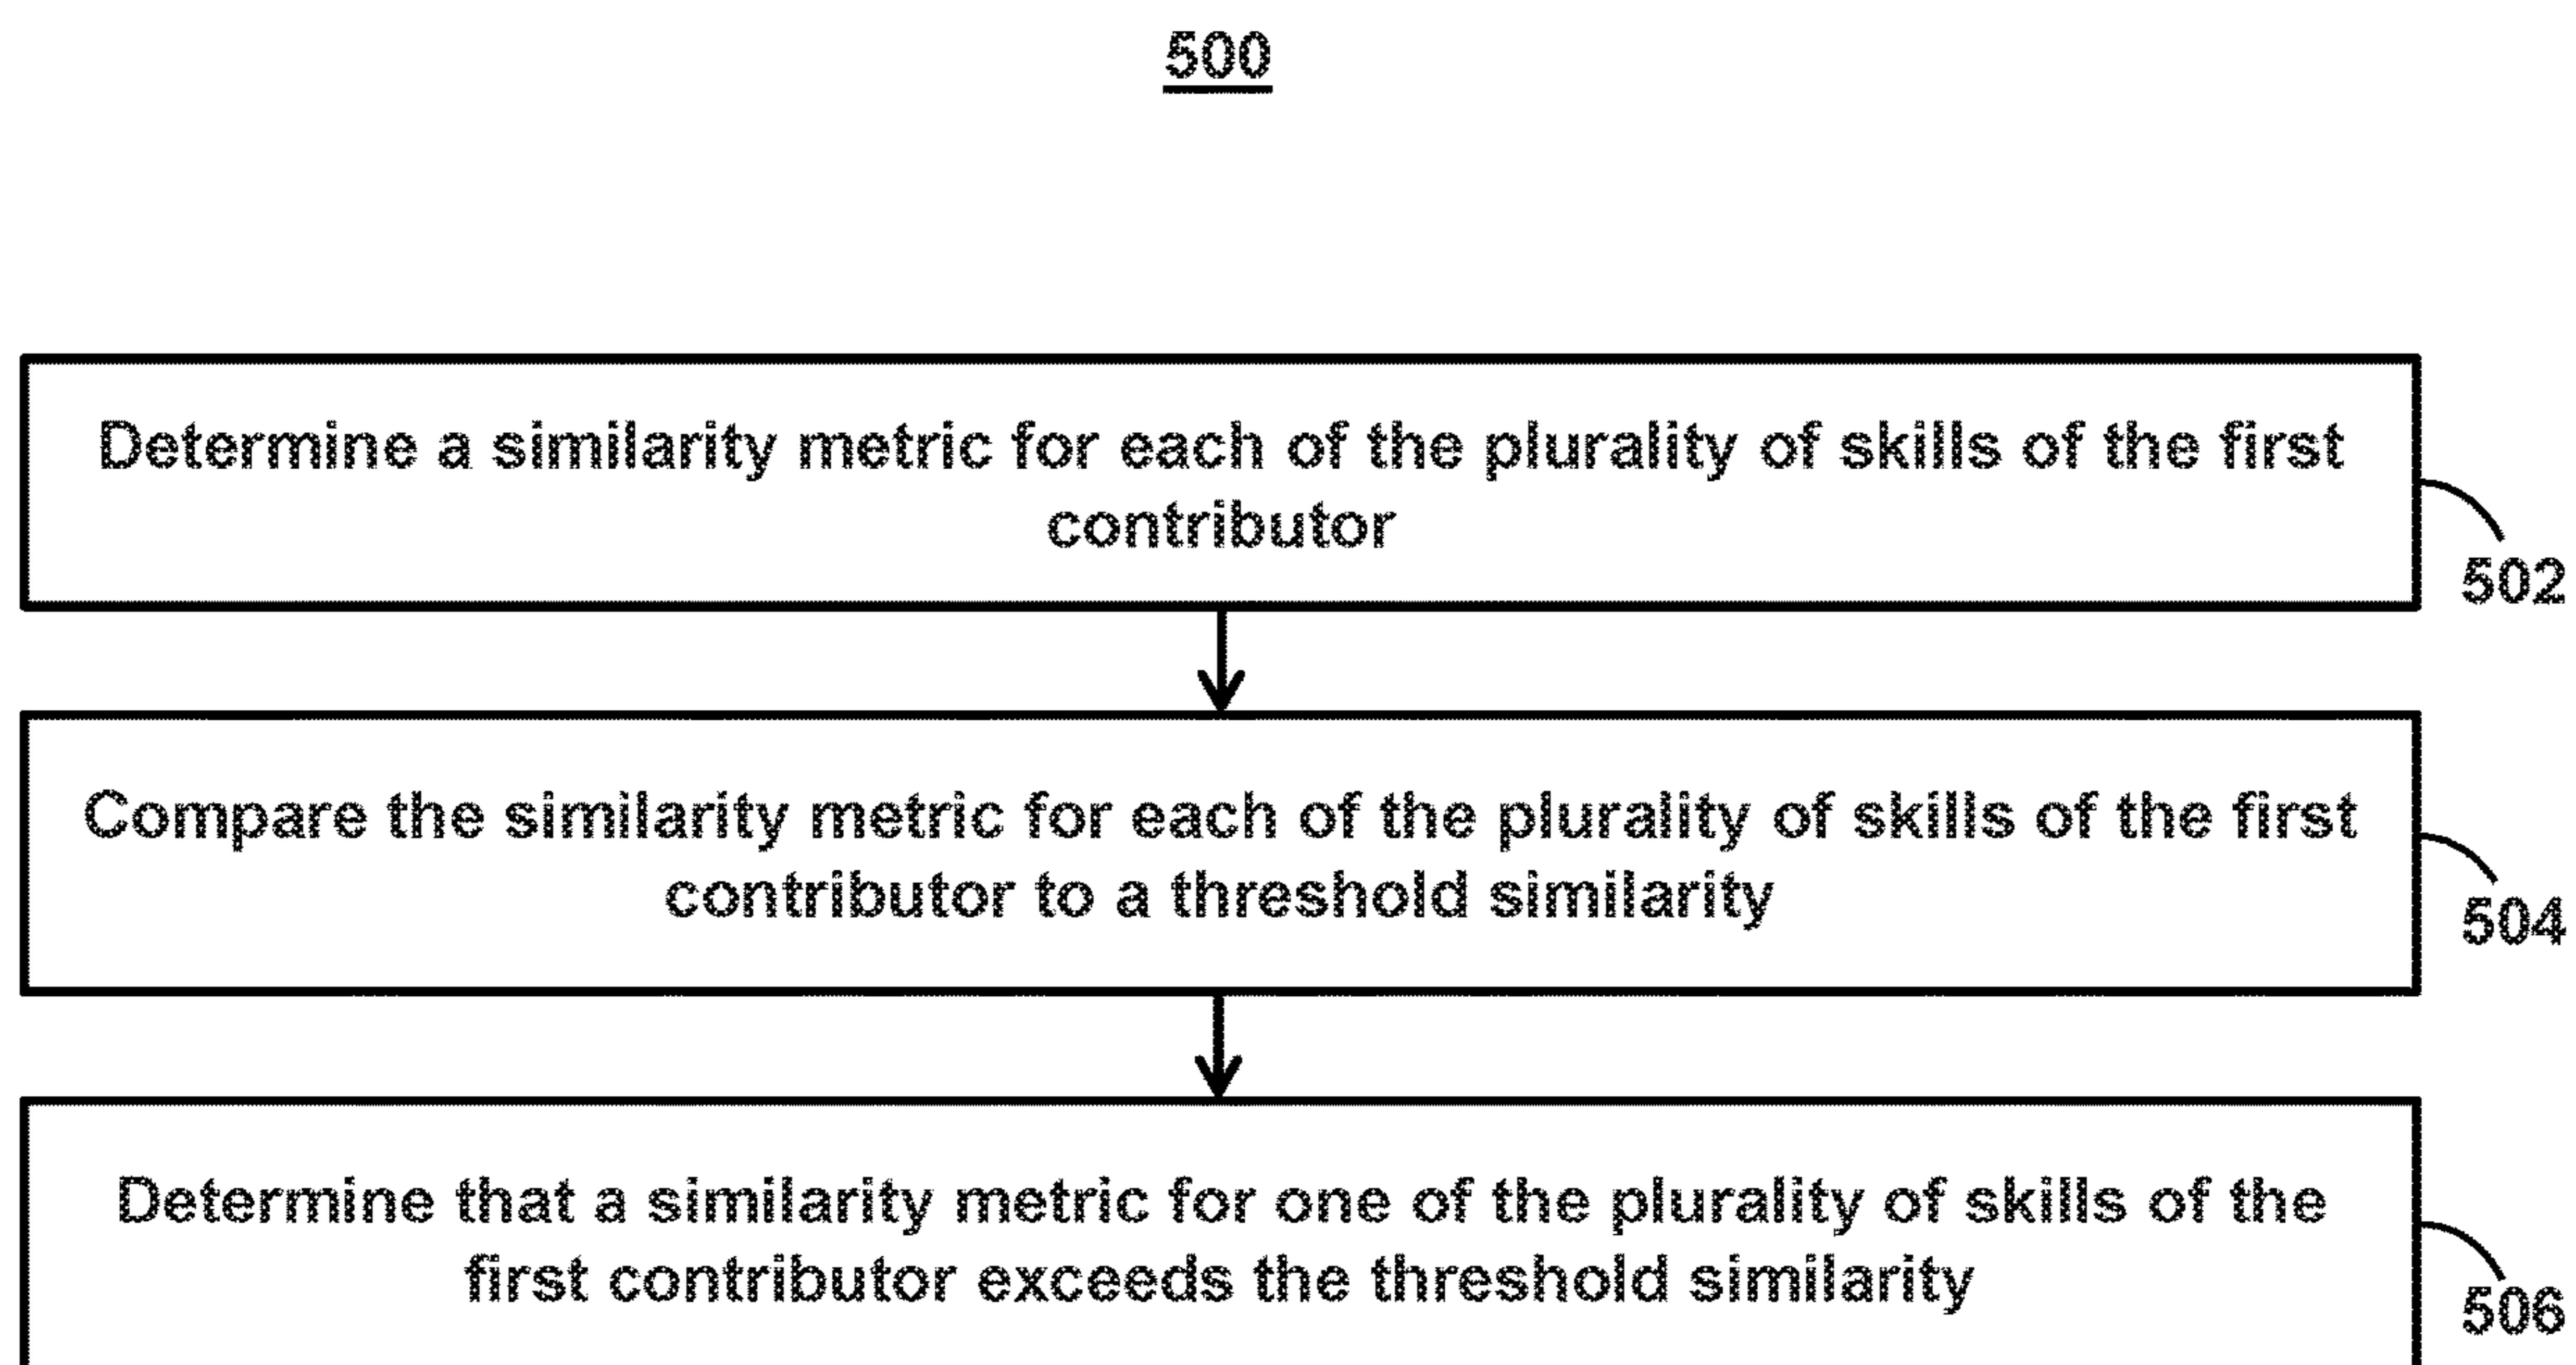 500
Determine a similarity metric for each of the plurality of skills of the first
contributor
502
Compare the similarity metric for each of the plurality of skills of the first
contributor to a threshold similarity
504
Determine that a similarity metric for one of the plurality of skills of the
first contributor exceeds the threshold similarity
506